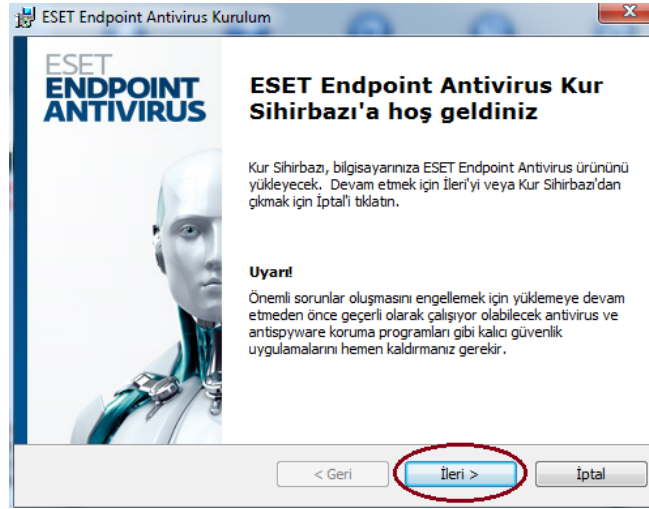 ESET Endpoint Antivirus Kurulum
X
ESET
ENDPOINT
ANTIVIRUS
ESET Endpoint Antivirus Kur
Sihirbazı'a hoş geldiniz
Kur Sihirbazı, bilgisayarınıza ESET Endpoint Antivirus ürününü
yükleyecek. Devam etmek için İleri'yi veya Kur Sihirbazı'dan
çıkmak için İptal'i tıklatın.
Uyarı!
Önemli sorunlar oluşmasını engellemek için yüklemeye devam
etmeden önce geçerli olarak çalışıyor olabilecek antivirus ve
antispyware koruma programları gibi kalıcı güvenlik
uygulamalarını hemen kaldırmanız gerekir.
< Geri
İleri >
İptal